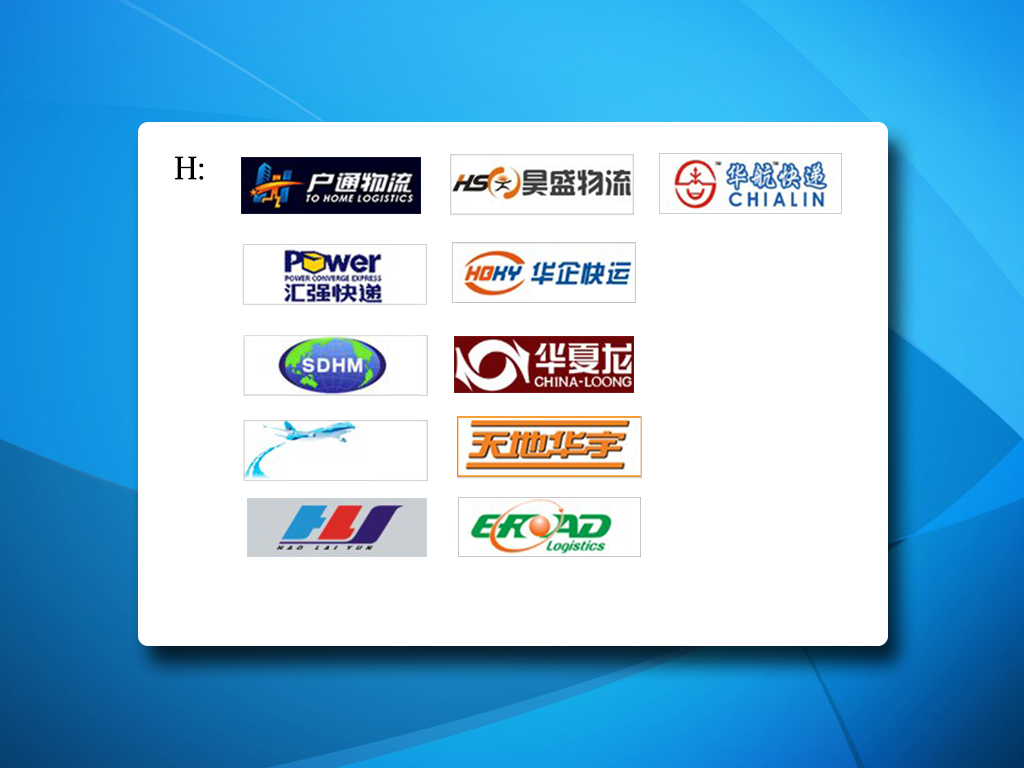 H:
户通物流
TO HOME LOGISTICS
HS 昊盛物流
华航快递
CHIALIN
Power
POWER CONVERGE EXPRESS
汇强快递
HQKY 华企快运
SDHM
华夏龙
CHINA-LOONG
天地华宇
HAO LAI YUN
E-ROAD
Logistics